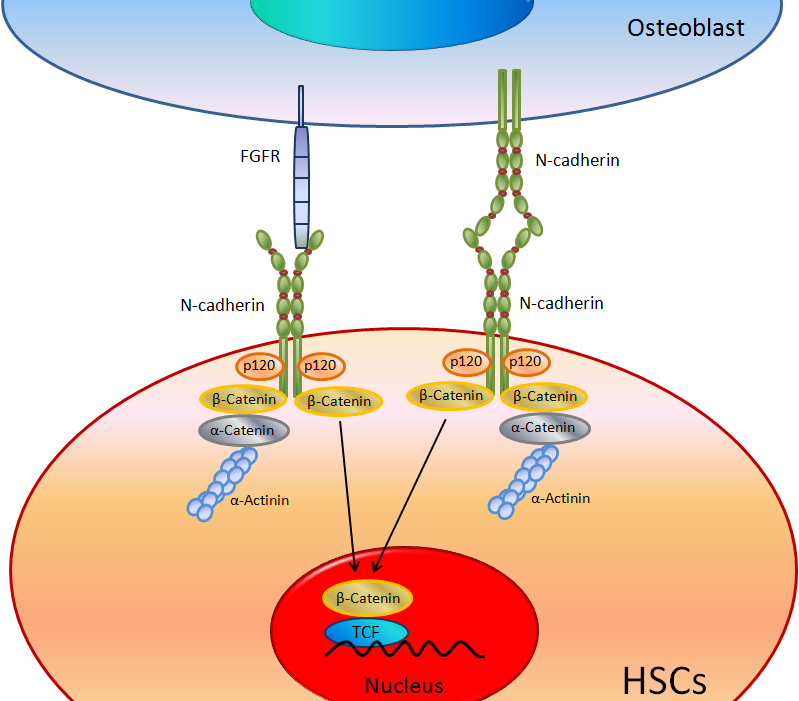 Osteoblast
FGFR
N-cadherin
N-cadherin
N-cadherin
p120
p120
p120
p120
β-Catenin
β-Catenin
β-Catenin
β-Catenin
α-Catenin
α-Catenin
α-Actinin
α-Actinin
β-Catenin
TCF
Nucleus
HSCs